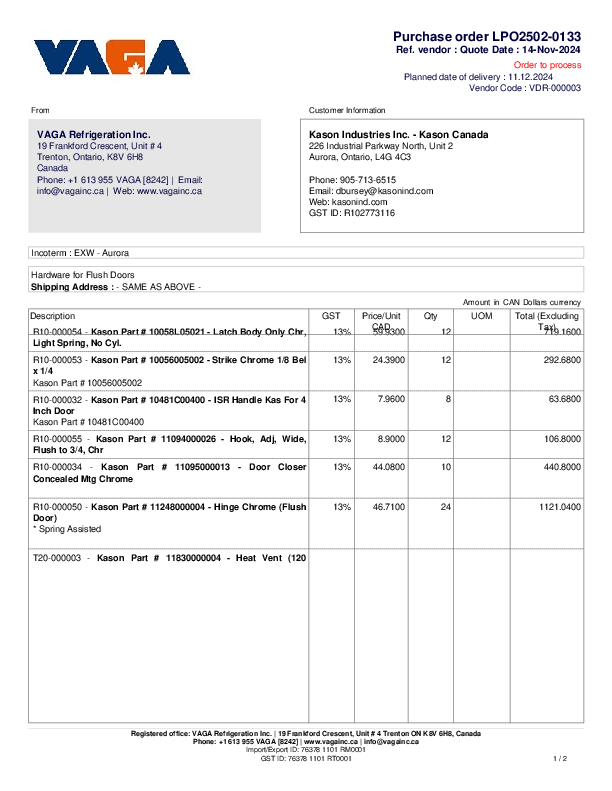 VAGA
Purchase order LPO2502-0133
Ref. vendor : Quote Date : 14-Nov-2024
Order to process
Planned date of delivery : 11.12.2024
Vendor Code : VDR-000003
From
VAGA Refrigeration Inc.
19 Frankford Crescent, Unit # 4
Trenton, Ontario, K8V 6H8
Canada
Phone: +1 613 955 VAGA [8242] | Email:
info@vagainc.ca | Web: www.vagainc.ca
Customer Information
Kason Industries Inc. - Kason Canada
226 Industrial Parkway North, Unit 2
Aurora, Ontario, L4G 4C3
Phone: 905-713-6515
Email: dbursey@kasonind.com
Web: kasonind.com
GST ID: R102773116
Incoterm : EXW - Aurora
Hardware for Flush Doors
Shipping Address : - SAME AS ABOVE -
Amount in CAN Dollars currency
Description GST Price/Unit CAD Qty UOM Total (Excluding Tax)
R10-000054 - Kason Part # 10058L05021 - Latch Body Only Chr, 13% 59.9300 12 719.1600
Light Spring, No Cyl.
R10-000053 - Kason Part # 10056005002 - Strike Chrome 1/8 Bel 13% 24.3900 12 292.6800
x 1/4
Kason Part # 10056005002
R10-000032 - Kason Part # 10481C00400 - ISR Handle Kas For 4 13% 7.9600 8 63.6800
Inch Door
Kason Part # 10481C00400
R10-000055 - Kason Part # 11094000026 - Hook, Adj, Wide, 13% 8.9000 12 106.8000
Flush to 3/4, Chr
R10-000034 - Kason Part # 11095000013 - Door Closer 13% 44.0800 10 440.8000
Concealed Mtg Chrome
R10-000050 - Kason Part # 11248000004 - Hinge Chrome (Flush 13% 46.7100 24 1121.0400
Door)
* Spring Assisted
T20-000003 - Kason Part # 11830000004 - Heat Vent (120
Registered office: VAGA Refrigeration Inc. | 19 Frankford Crescent, Unit # 4 Trenton ON K8V 6H8, Canada
Phone: +1 613 955 VAGA [8242] | www.vagainc.ca | info@vagainc.ca
Import/Export ID: 76378 1101 RM0001
GST ID: 76378 1101 RT0001
1 / 2